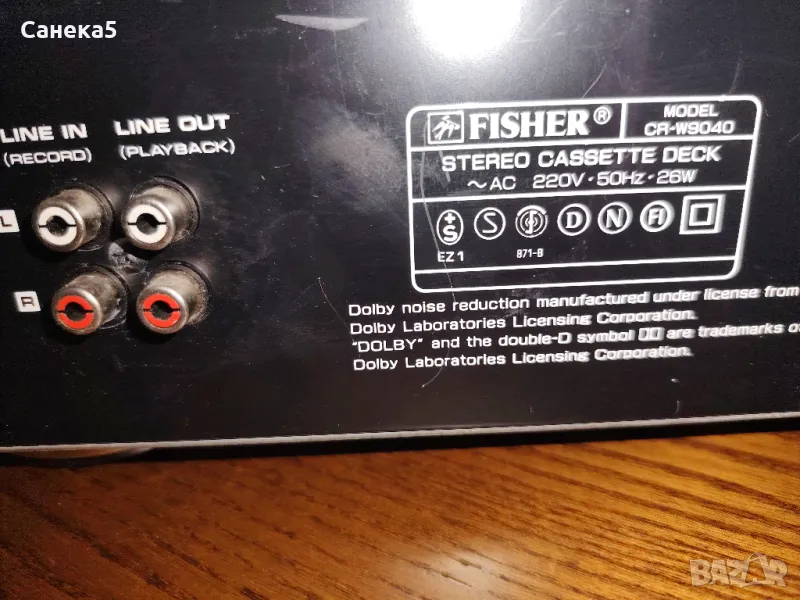 Санека5
LINE IN
(RECORD)
LINE OUT
(PLAYBACK)
L
R
FISHER®
MODEL
CR-W9040
STEREO CASSETTE DECK
~ AC 220V·50Hz·26W
S S D N FI
EZ1
871-B
Dolby noise reduction manufactured under license from
Dolby Laboratories Licensing Corporation.
"DOLBY" and the double-D symbol are trademarks of
Dolby Laboratories Licensing Corporation.
BAZAR